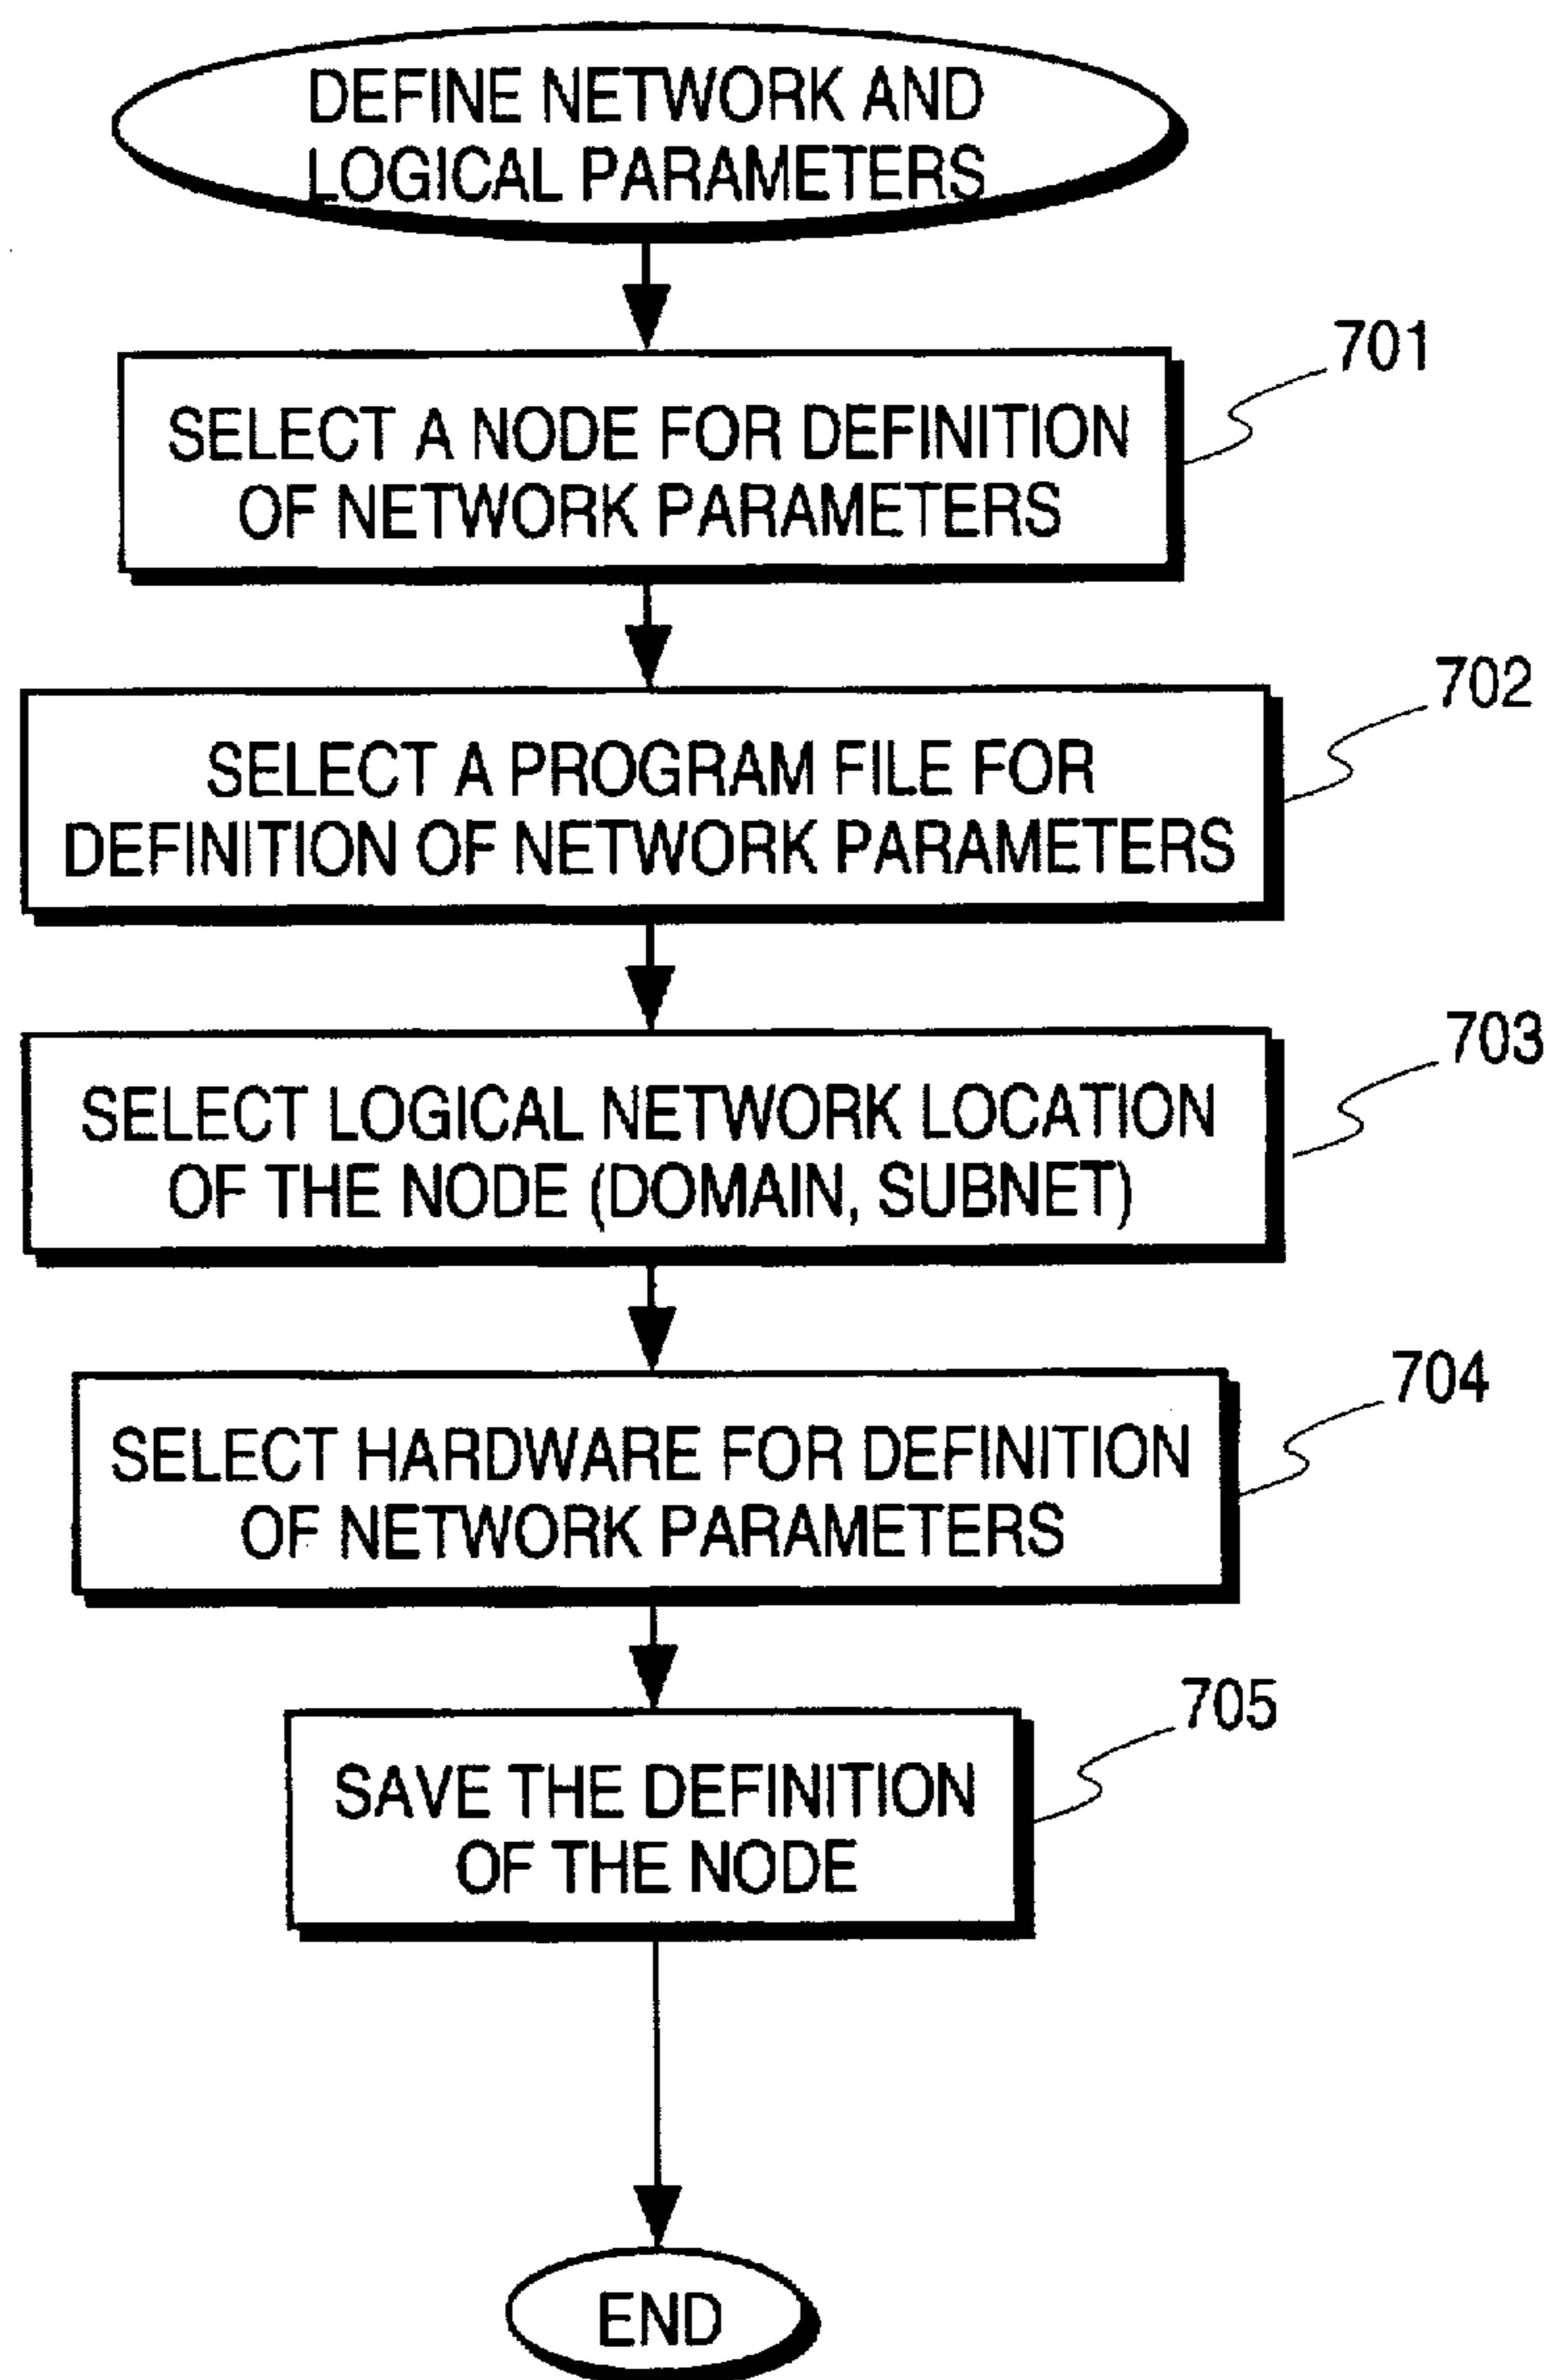 DEFINE NETWORK AND
LOGICAL PARAMETERS
701
SELECT A NODE FOR DEFINITION
OF NETWORK PARAMETERS
702
SELECT A PROGRAM FILE FOR
DEFINITION OF NETWORK PARAMETERS
703
SELECT LOGICAL NETWORK LOCATION
OF THE NODE (DOMAIN, SUBNET)
704
SELECT HARDWARE FOR DEFINITION
OF NETWORK PARAMETERS
705
SAVE THE DEFINITION
OF THE NODE
END